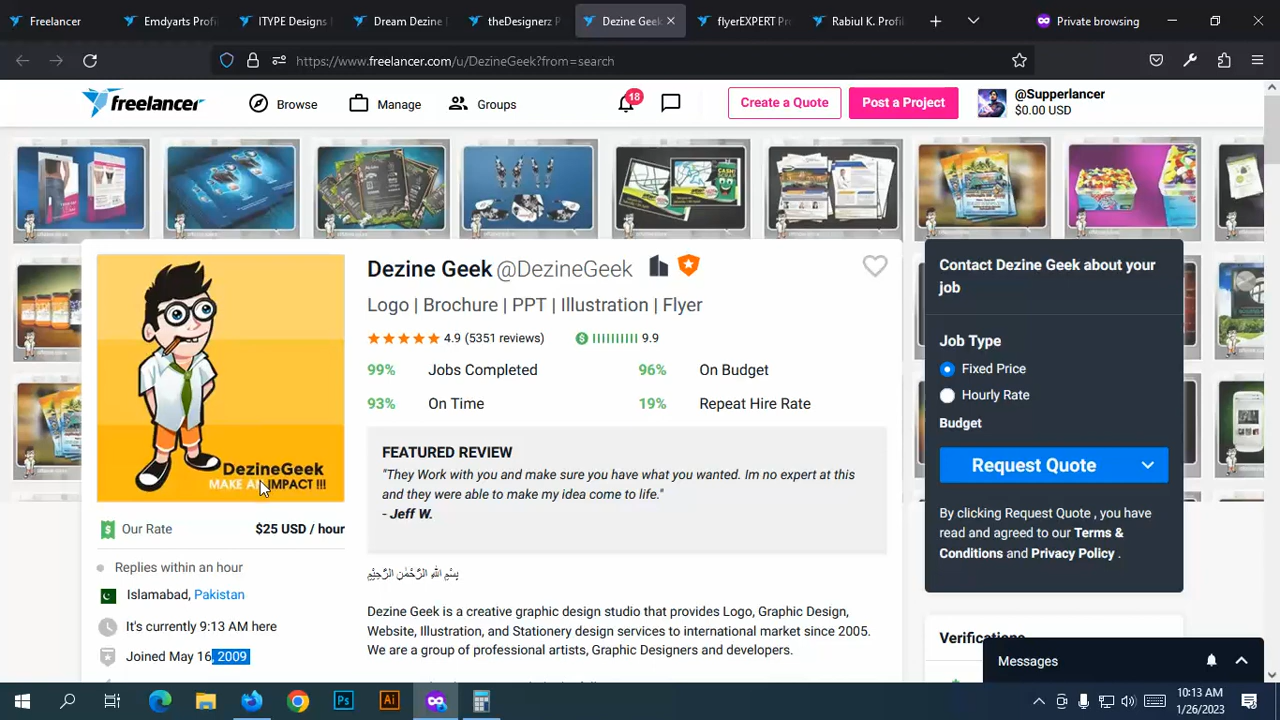 Freelancer
Emdyarts Profi
ITYPE Designs
Dream Dezine
theDesignerz P
Dezine Geek
flyerEXPERT Pr
Rabiul K. Profil
Private browsing
https://www.freelancer.com/u/DezineGeek?from=search
freelancer
Browse
Manage
Groups
18
Create a Quote
Post a Project
@Supperlancer
$0.00 USD
Dezine Geek @DezineGeek
Logo | Brochure | PPT | Illustration | Flyer
4.9 (5351 reviews)
9.9
99% Jobs Completed
96% On Budget
93% On Time
19% Repeat Hire Rate
FEATURED REVIEW
"They Work with you and make sure you have what you wanted. Im no expert at this
and they were able to make my idea come to life."
- Jeff W.
DezineGeek
MAKE AN IMPACT !!!
Our Rate
$25 USD / hour
Replies within an hour
Islamabad, Pakistan
It's currently 9:13 AM here
Joined May 16, 2009
بِسْمِ اللهِ الرَّحْمٰنِ الرَّحِيْمِ
Dezine Geek is a creative graphic design studio that provides Logo, Graphic Design,
Website, Illustration, and Stationery design services to international market since 2005.
We are a group of professional artists, Graphic Designers and developers.
Contact Dezine Geek about your
job
Job Type
Fixed Price
Hourly Rate
Budget
Request Quote
By clicking Request Quote , you have
read and agreed to our Terms &
Conditions and Privacy Policy .
Verifications
Messages
Ps
Ai
10:13 AM
1/26/2023